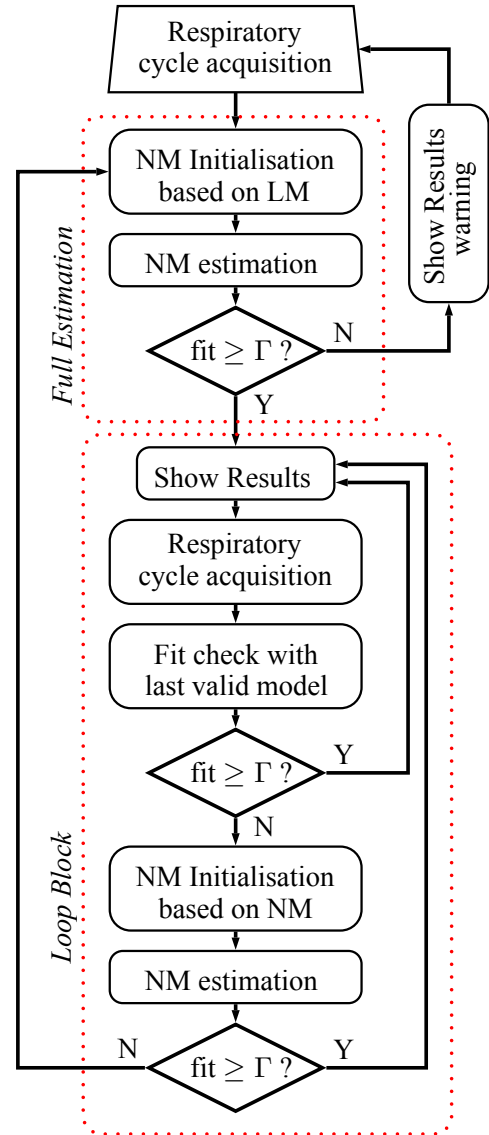 Respiratory
cycle acquisition
NM Initialisation
based on LM
NM estimation
fit ≥ Γ ?
N
Y
Show Results
warning
Full Estimation
Show Results
Respiratory
cycle acquisition
Fit check with
last valid model
fit ≥ Γ ?
Y
N
NM Initialisation
based on NM
NM estimation
fit ≥ Γ ?
N
Y
Loop Block